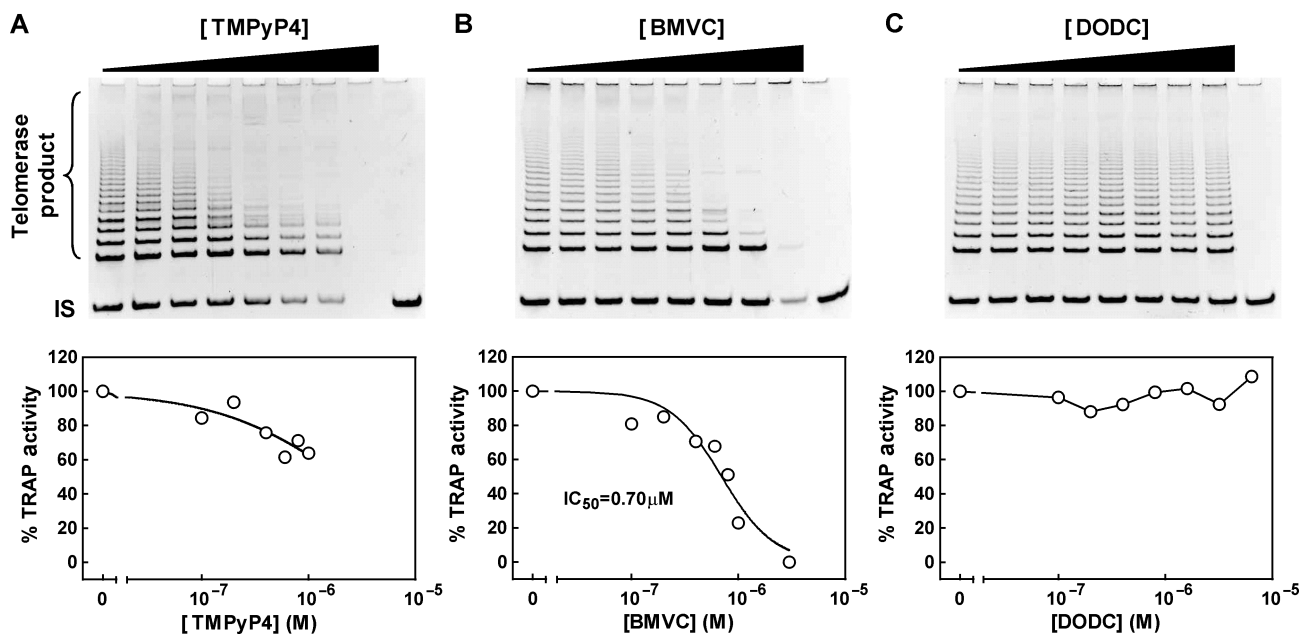 A
[TMPyP4]
Telomerase
product
IS
% TRAP activity
120
100
80
60
40
20
0
0
10⁻⁷
10⁻⁶
10⁻⁵
[TMPyP4] (M)
B
[BMVC]
% TRAP activity
120
100
80
60
40
20
0
IC₅₀=0.70μM
0
10⁻⁷
10⁻⁶
10⁻⁵
[BMVC] (M)
C
[DODC]
% TRAP activity
120
100
80
60
40
20
0
0
10⁻⁷
10⁻⁶
10⁻⁵
[DODC] (M)